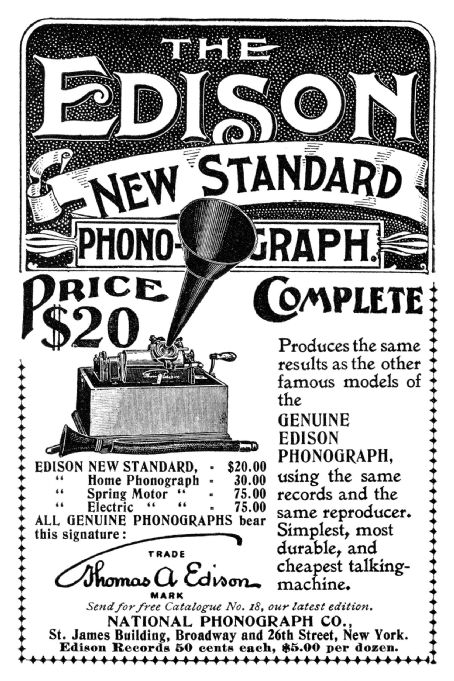 THE
EDISON
NEW STANDARD
PHONO-GRAPH.
PRICE
$20
COMPLETE
Produces the same
results as the other
famous models of
the
GENUINE
EDISON
PHONOGRAPH,
using the same
records and the
same reproducer.
Simplest, most
durable, and
cheapest talking-
machine.
EDISON NEW STANDARD, - $20.00
“ Home Phonograph - 30.00
“ Spring Motor “ - 75.00
“ Electric “ “ - 75.00
ALL GENUINE PHONOGRAPHS bear
this signature:
TRADE
Thomas A Edison
MARK
Send for free Catalogue No. 18, our latest edition.
NATIONAL PHONOGRAPH CO.,
St. James Building, Broadway and 26th Street, New York.
Edison Records 50 cents each, $5.00 per dozen.